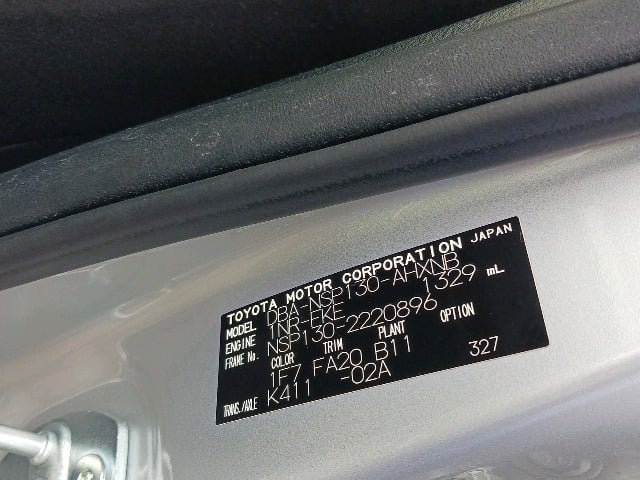 TOYOTA MOTOR CORPORATION JAPAN
MODEL DBA-NSP130-AHXNB
ENGINE 1NR-FKE 1329 mL
FRAME No. NSP130-2220896
COLOR TRIM PLANT OPTION
1F7 FA20 B11
TRANS./AXLE K411 -02A 327